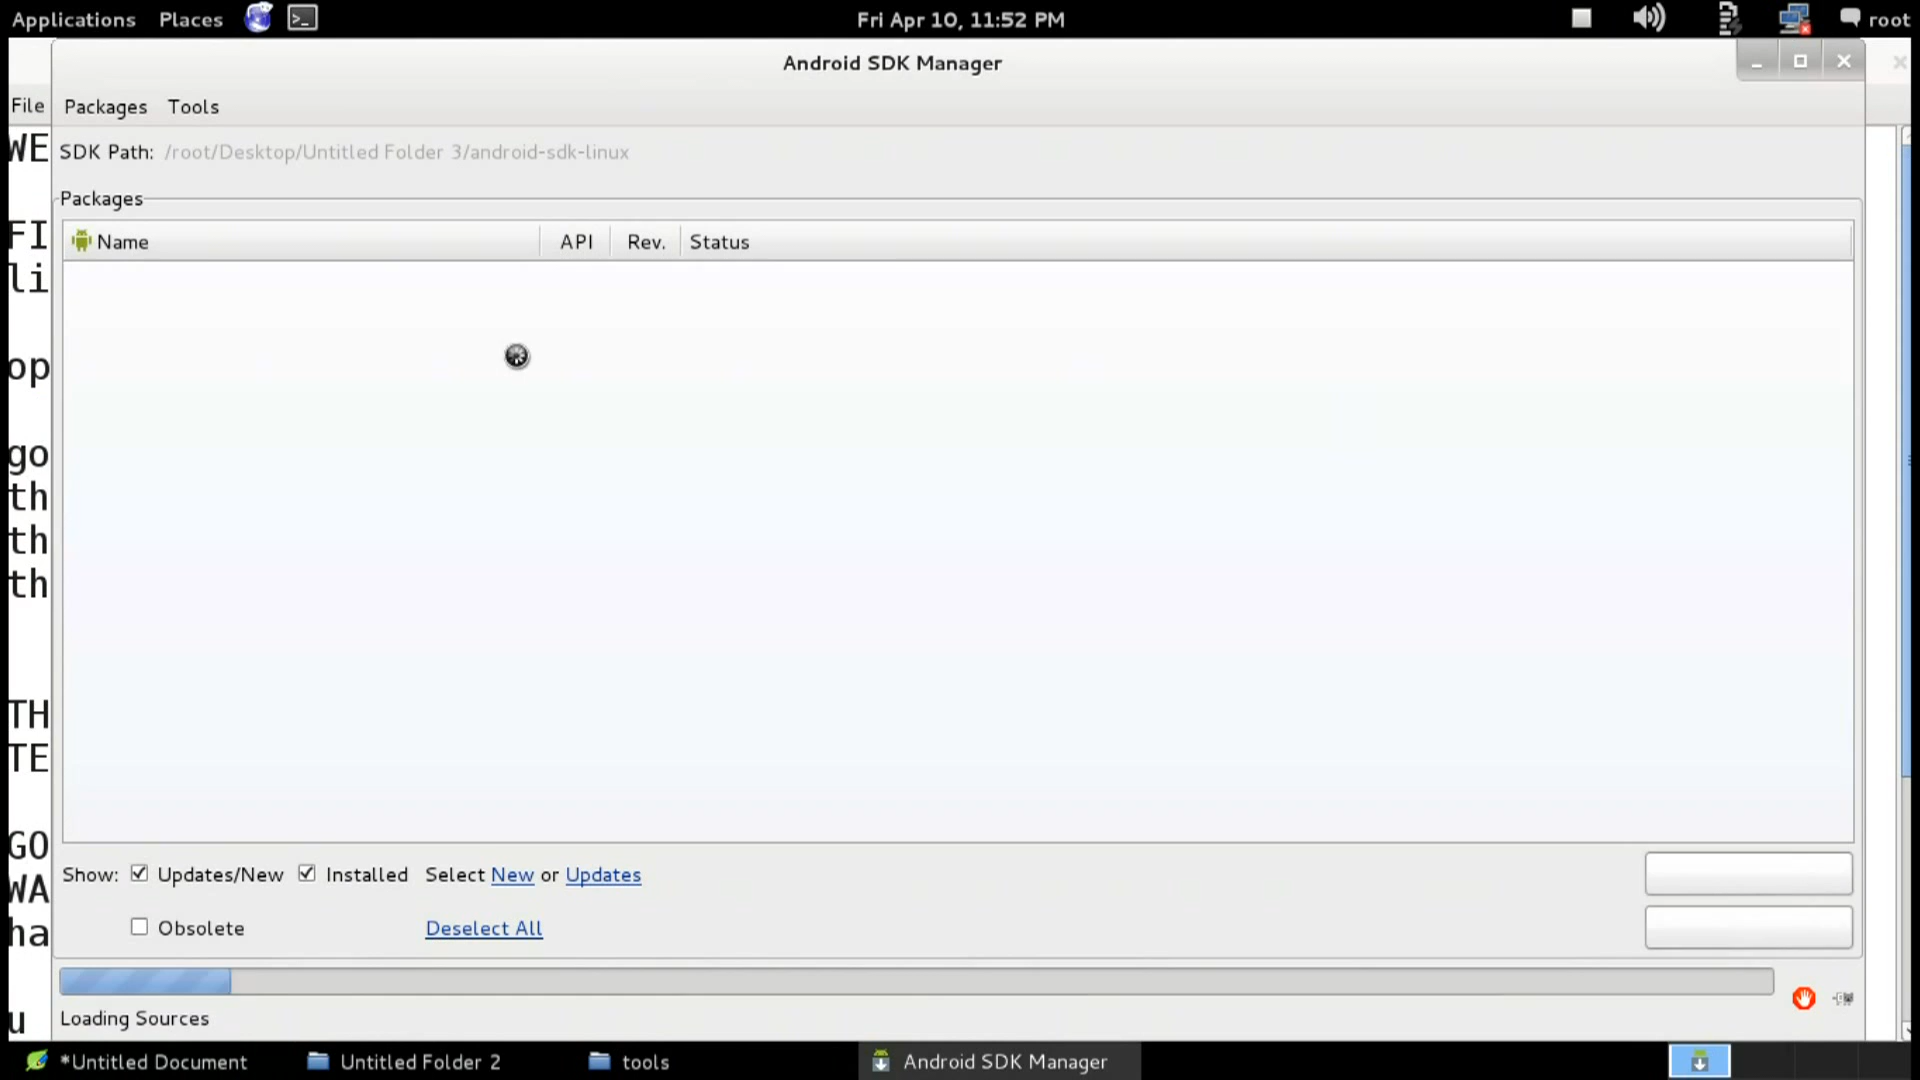 Applications Places Fri Apr 10, 11:52 PM root
Android SDK Manager
File Packages Tools
WE SDK Path: /root/Desktop/Untitled Folder 3/android-sdk-linux
Packages
FI Name API Rev. Status
li
op
go
th
th
th
TH
TE
GO
WA
ha
u
Show: Updates/New Installed Select New or Updates
Obsolete Deselect All
Loading Sources
*Untitled Document Untitled Folder 2 tools Android SDK Manager